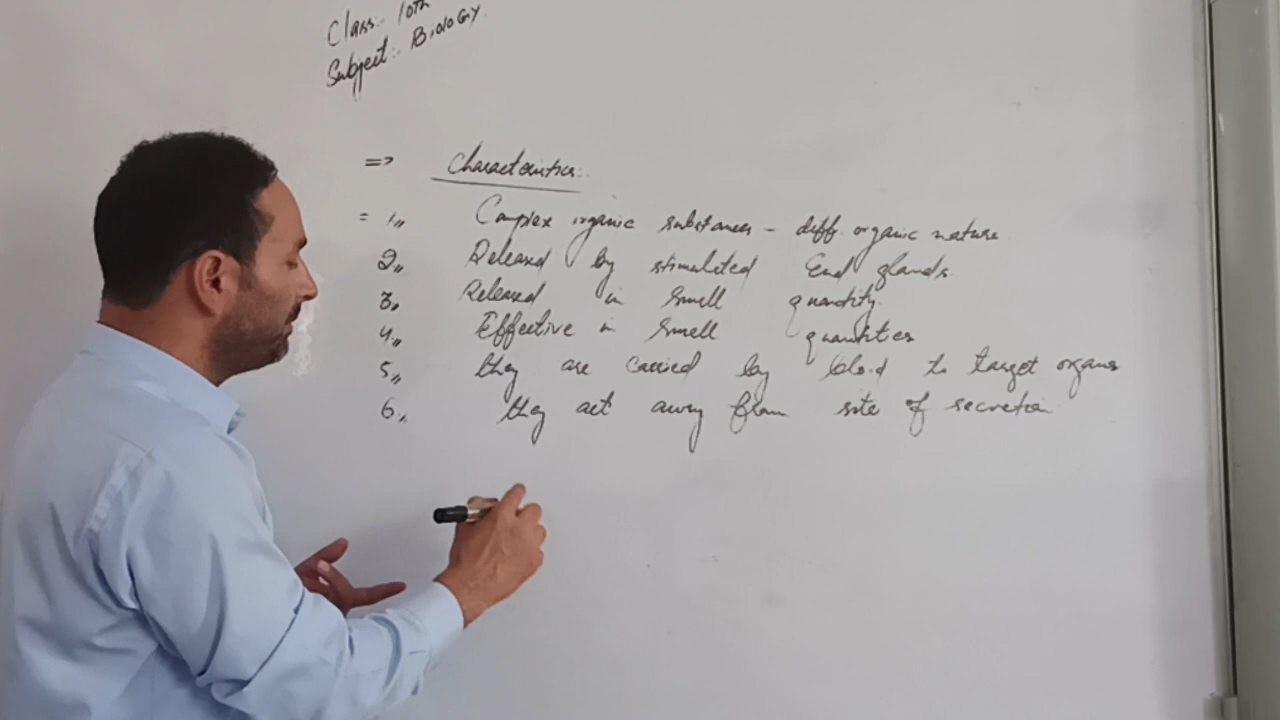 Class:- 10th
Subject:- Biology
=> Characteristics:-
= 1,, Complex organic substances - diff. organic nature.
2,, Released by stimulated End glands.
3,, Released in small quantity.
4,, Effective in small quantities
5,, they are carried by blood to target organs
6,, they act away from site of secretion